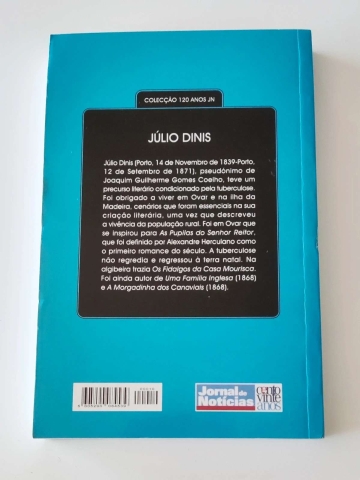 COLECÇÃO 120 ANOS JN
JÚLIO DINIS
Júlio Dinis (Porto, 14 de Novembro de 1839-Porto,
12 de Setembro de 1871), pseudónimo de
Joaquim Guilherme Gomes Coelho, teve um
precurso literário condicionado pela tuberculose.
Foi obrigado a viver em Ovar e na Ilha da
Madeira, cenários que foram essenciais na sua
criação literária, uma vez que descreveu
a vivência da população rural. Foi em Ovar que
se inspirou para As Pupilas do Senhor Reitor,
que foi definido por Alexandre Herculano como
o primeiro romance do século. A tuberculose
não regredia e regressou à terra natal. Na
algibeira trazia Os Fidalgos da Casa Mourisca.
Foi ainda autor de Uma Família Inglesa (1868)
e A Morgadinha dos Canaviais (1868).
Jornal de
Notícias
cento
vinte
anos